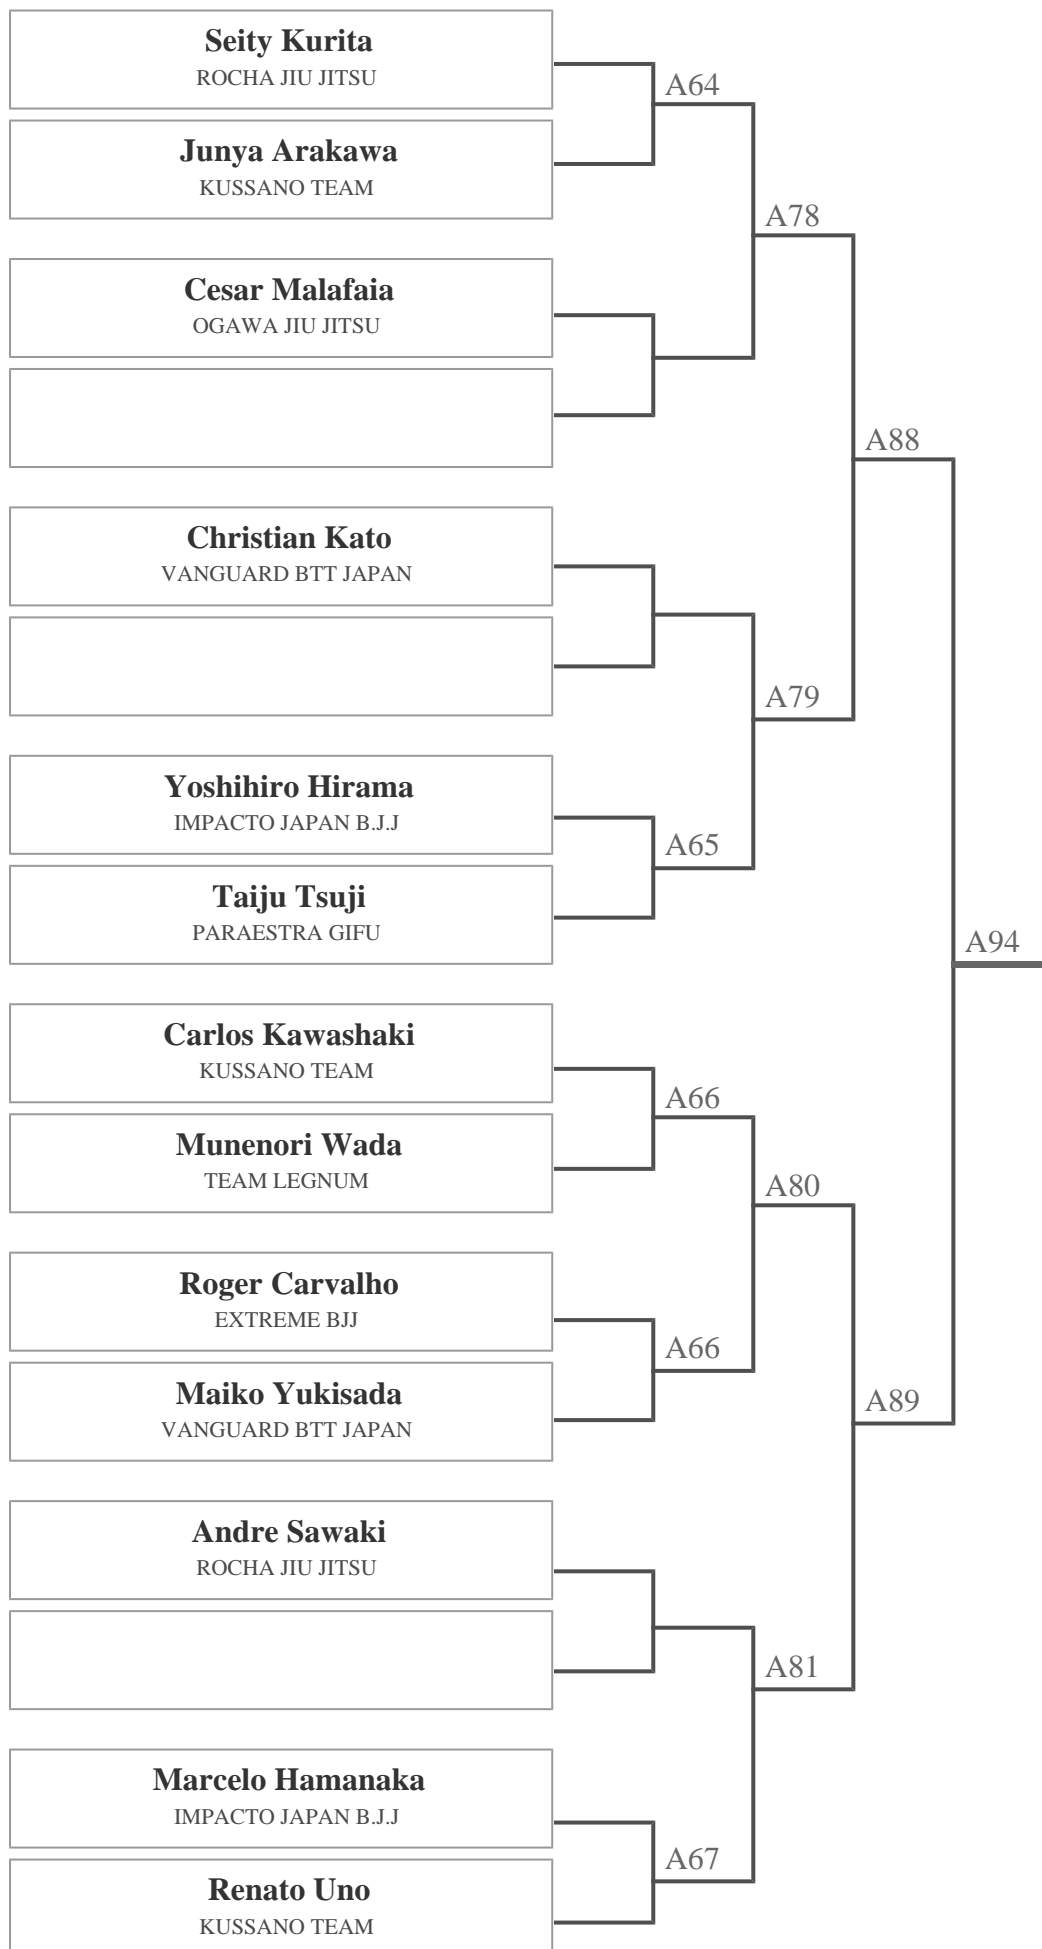 Seity Kurita
ROCHA JIU JITSU
A64
Junya Arakawa
KUSSANO TEAM
A78
Cesar Malafaia
OGAWA JIU JITSU
A88
Christian Kato
VANGUARD BTT JAPAN
A79
Yoshihiro Hirama
IMPACTO JAPAN B.J.J
A65
Taiju Tsuji
PARAESTRA GIFU
A94
Carlos Kawashaki
KUSSANO TEAM
A66
Munenori Wada
TEAM LEGNUM
A80
Roger Carvalho
EXTREME BJJ
A66
Maiko Yukisada
VANGUARD BTT JAPAN
A89
Andre Sawaki
ROCHA JIU JITSU
A81
Marcelo Hamanaka
IMPACTO JAPAN B.J.J
A67
Renato Uno
KUSSANO TEAM